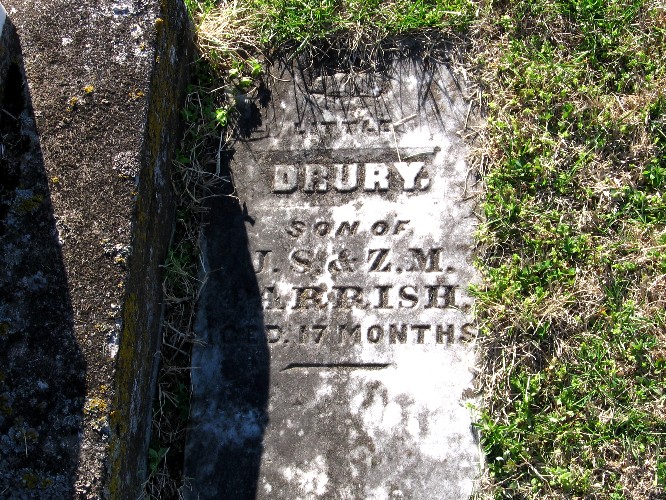 LITTLE
DRURY.
SON OF
J. S. & Z. M.
PARRISH.
AGED. 17 MONTHS